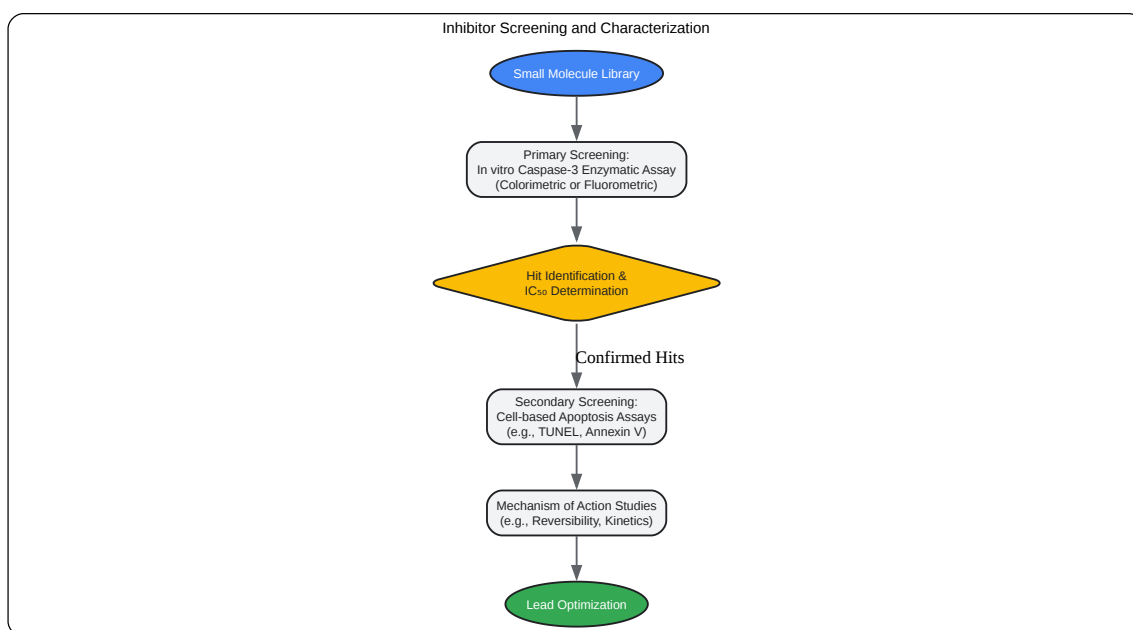 Inhibitor Screening and Characterization
Small Molecule Library
Primary Screening:
In vitro Caspase-3 Enzymatic Assay
(Colorimetric or Fluorometric)
Hit Identification &
IC₅₀ Determination
Confirmed Hits
Secondary Screening:
Cell-based Apoptosis Assays
(e.g., TUNEL, Annexin V)
Mechanism of Action Studies
(e.g., Reversibility, Kinetics)
Lead Optimization